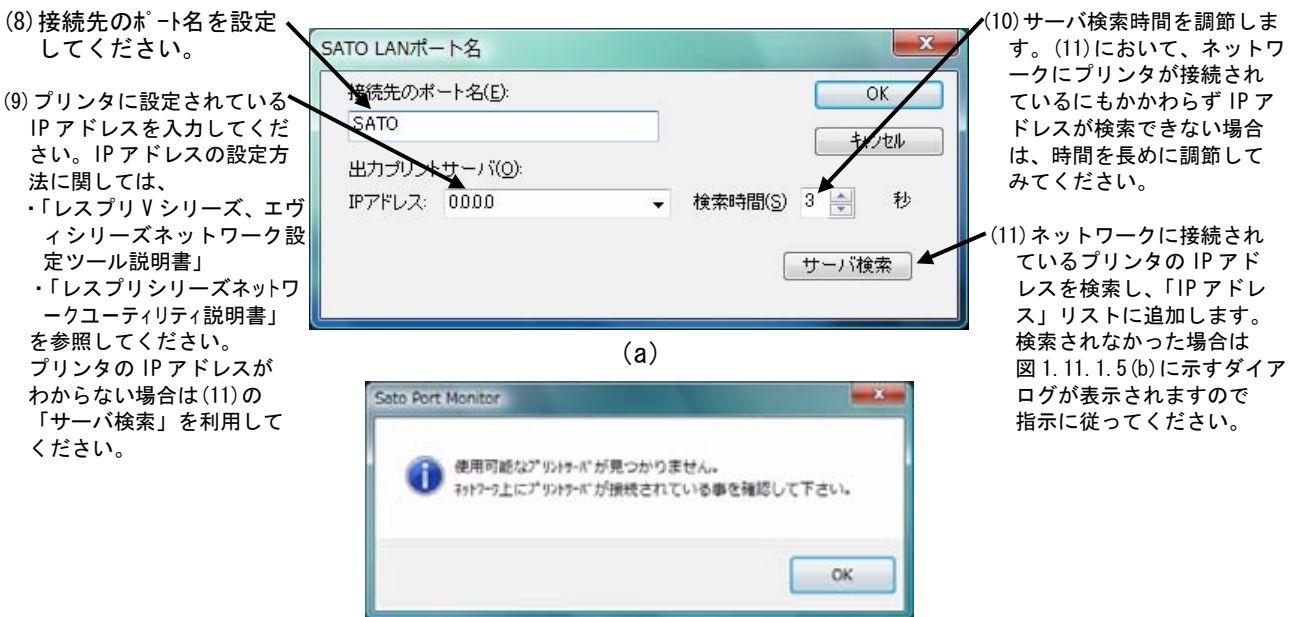 (8)接続先のﾎﾟｰﾄ名を設定
してください。
(9)プリンタに設定されている
IPアドレスを入力してくだ
さい。IPアドレスの設定方
法に関しては、
・「レスプリVシリーズ、エヴ
ィシリーズネットワーク設
定ツール説明書」
・「レスプリシリーズネットワ
ークユーティリティ説明書」
を参照してください。
プリンタのIPアドレスが
わからない場合は(11)の
「サーバ検索」を利用して
ください。
SATO LANポート名
接続先のポート名(E):
OK
SATO
キャンセル
出力プリントサーバ(O):
IPアドレス: 0.0.0.0 検索時間(S) 3 秒
サーバ検索
(a)
Sato Port Monitor
使用可能なﾌﾟﾘﾝﾄｻｰﾊﾞが見つかりません。
ﾈｯﾄﾜｰｸ上にﾌﾟﾘﾝﾄｻｰﾊﾞが接続されている事を確認して下さい。
OK
(10)サーバ検索時間を調節しま
す。(11)において、ネットワ
ークにプリンタが接続され
ているにもかかわらずIPア
ドレスが検索できない場合
は、時間を長めに調節して
みてください。
(11)ネットワークに接続され
ているプリンタのIPアド
レスを検索し、「IPアドレ
ス」リストに追加します。
検索されなかった場合は
図1.11.1.5(b)に示すダイア
ログが表示されますので
指示に従ってください。